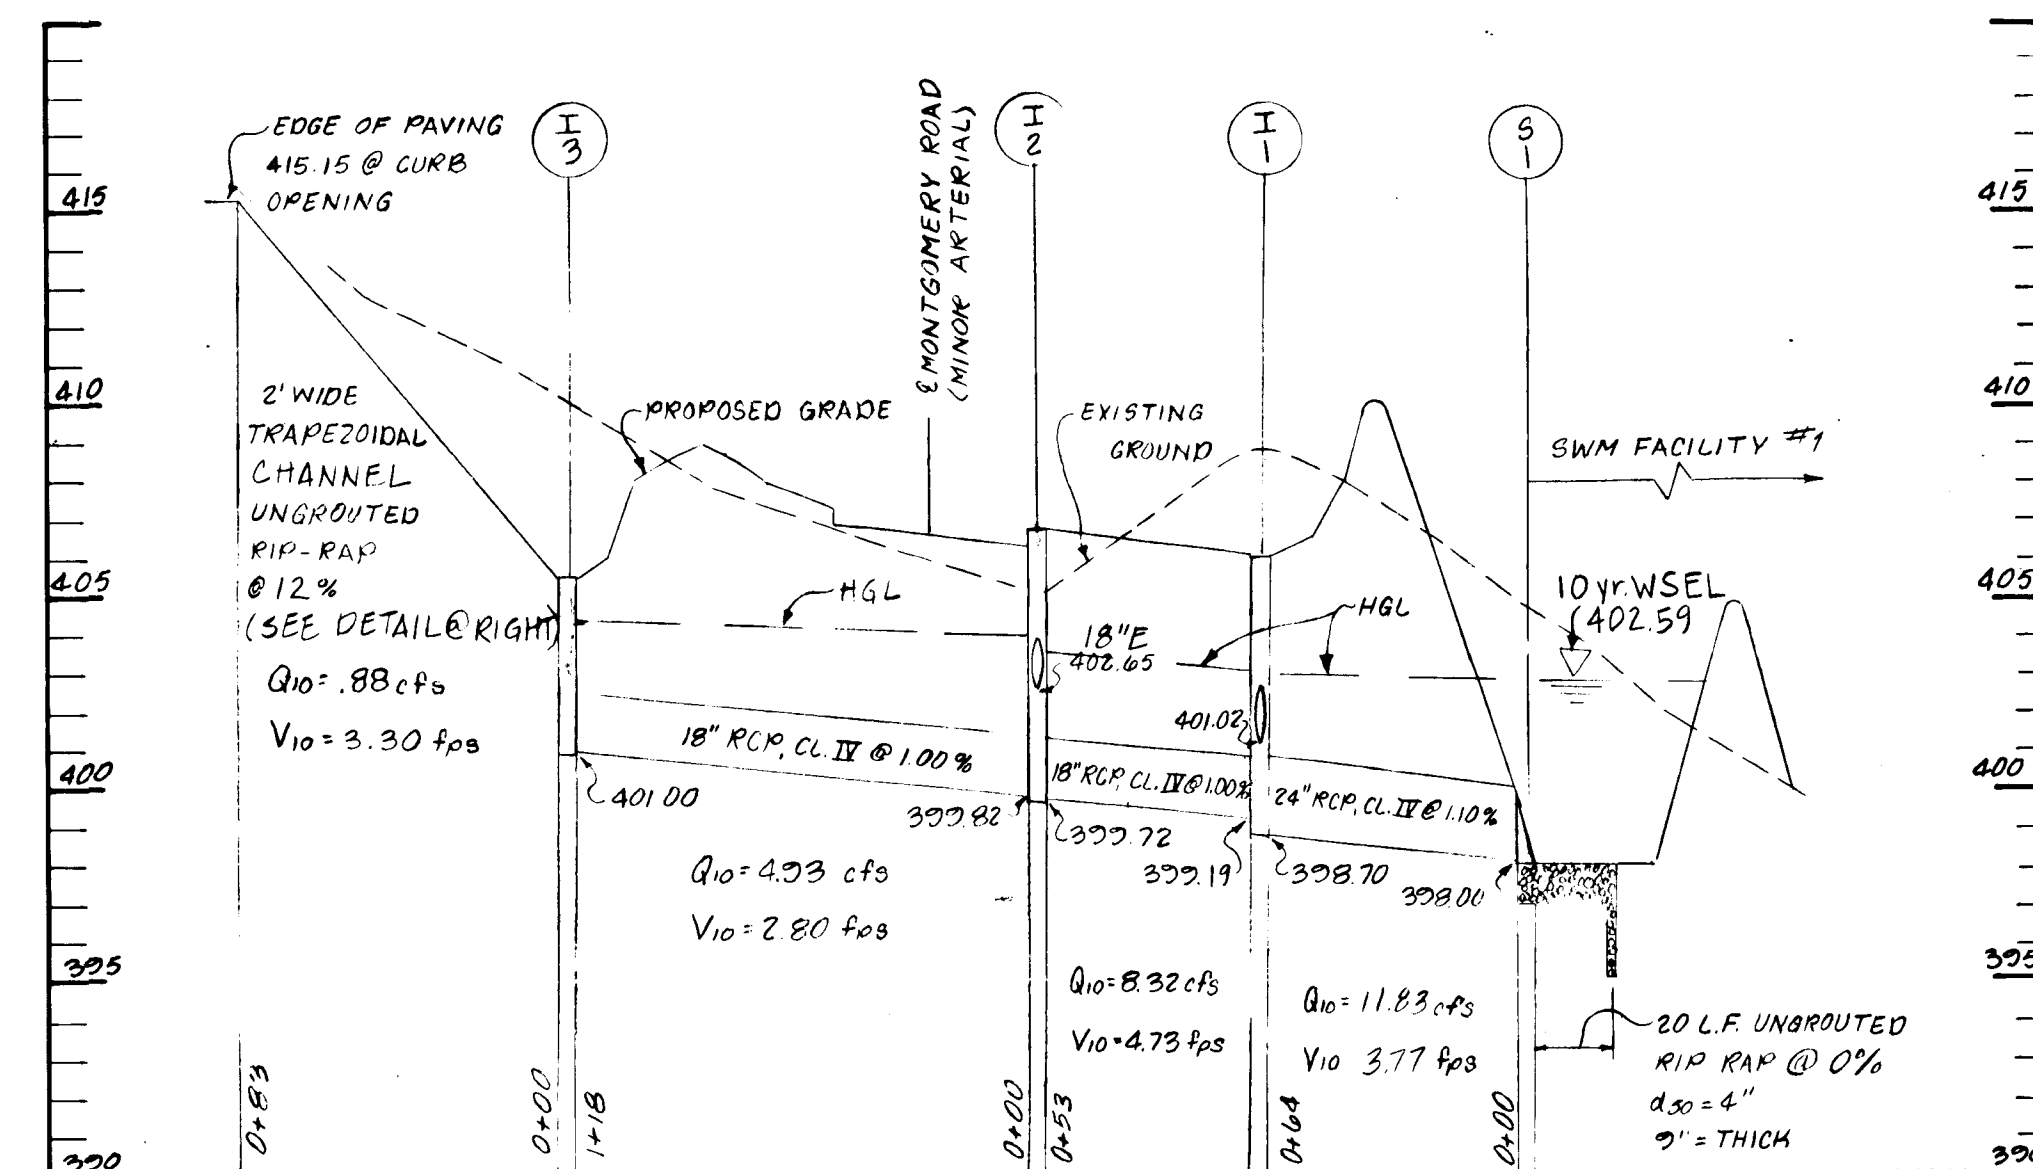 EDGE OF PAVING
415.15 @ CURB
OPENING
I
3
I
2
I
1
S
1
℄ MONTGOMERY ROAD
(MINOR ARTERIAL)
415
415
410
410
405
405
400
400
395
395
390
390
2' WIDE
TRAPEZOIDAL
CHANNEL
UNGROUTED
RIP-RAP
@ 12%
(SEE DETAIL @ RIGHT)
Q10= .88 cfs
V10= 3.30 fps
PROPOSED GRADE
EXISTING
GROUND
SWM FACILITY #1
HGL
HGL
10 yr. WSEL
402.59
18"E
402.65
401.02
18" RCP, CL. IV @ 1.00%
18" RCP, CL. IV @ 1.00%
24" RCP, CL. IV @ 1.10%
401.00
399.82
399.72
399.19
398.70
398.00
Q10= 4.93 cfs
V10= 2.80 fps
Q10= 8.32 cfs
V10= 4.73 fps
Q10= 11.83 cfs
V10 3.77 fps
20 L.F. UNGROUTED
RIP RAP @ 0%
d50 = 4"
9" = THICK
0+83
0+00
1+18
0+00
0+53
0+64
0+00